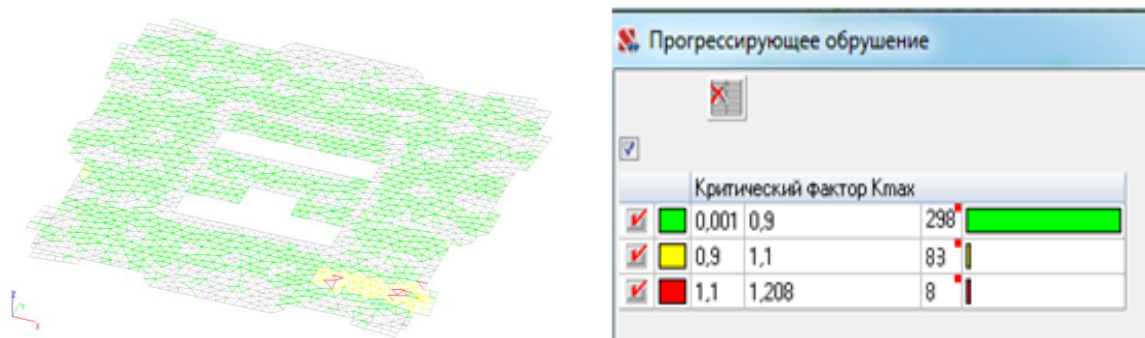 Прогрессирующее обрушение
Критический фактор Kmax
0,001 0,9 298
0,9 1,1 83
1,1 1,208 8
Z
Y
X